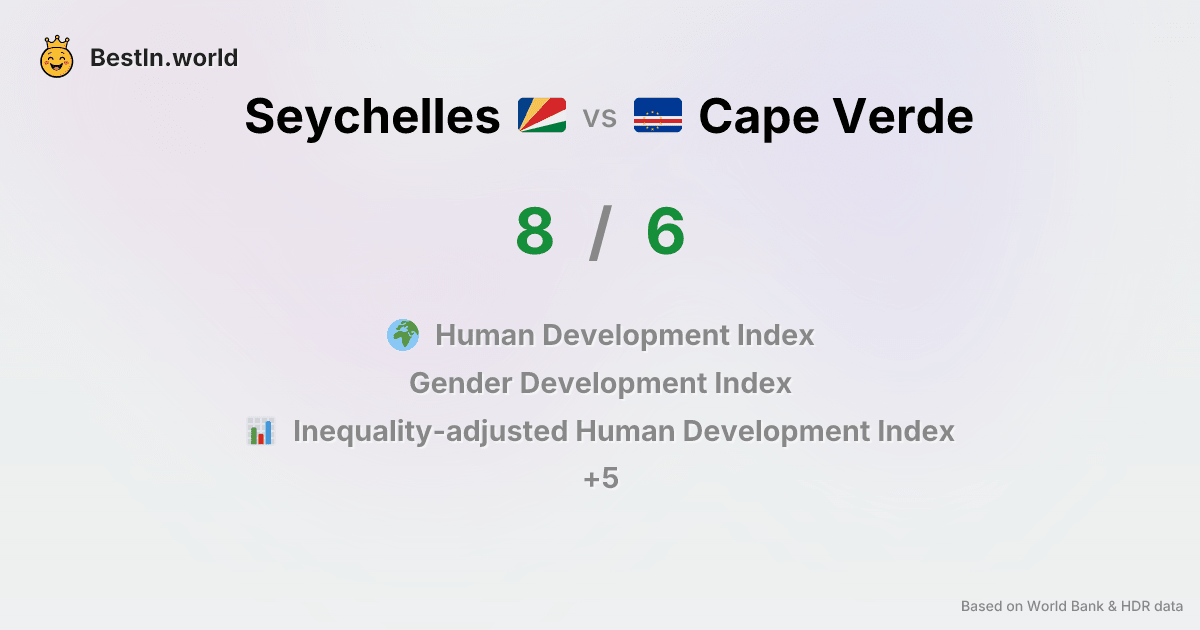 BestIn.world
Seychelles vs Cape Verde
8 / 6
Human Development Index
Gender Development Index
Inequality-adjusted Human Development Index
+5
Based on World Bank & HDR data